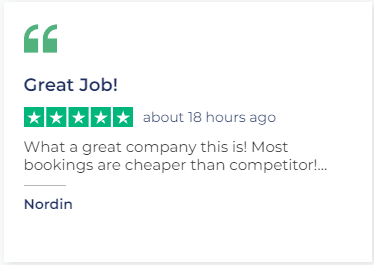 Great Job!
about 18 hours ago
What a great company this is! Most
bookings are cheaper than competitor!...
Nordin